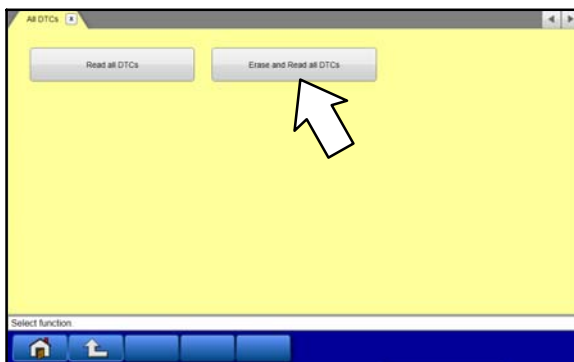 All DTCs x
Read all DTCs
Erase and Read all DTCs
Select function